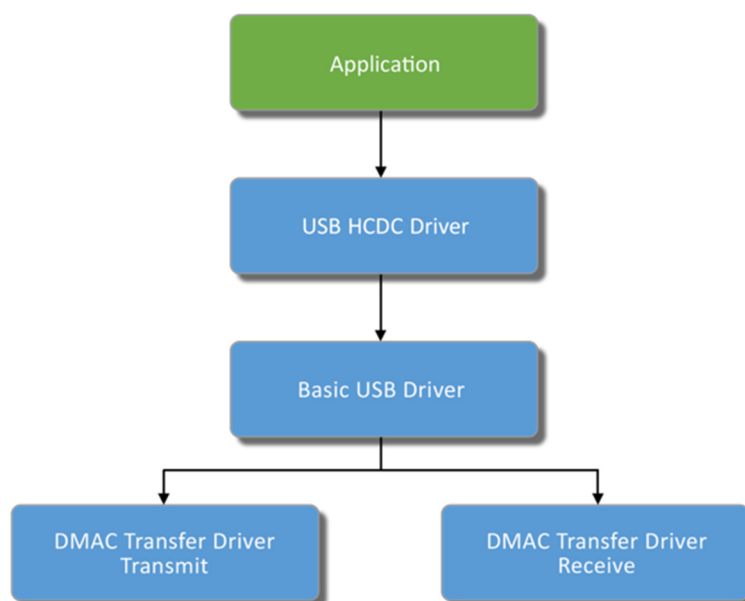 Application
USB HCDC Driver
Basic USB Driver
DMAC Transfer Driver
Transmit
DMAC Transfer Driver
Receive